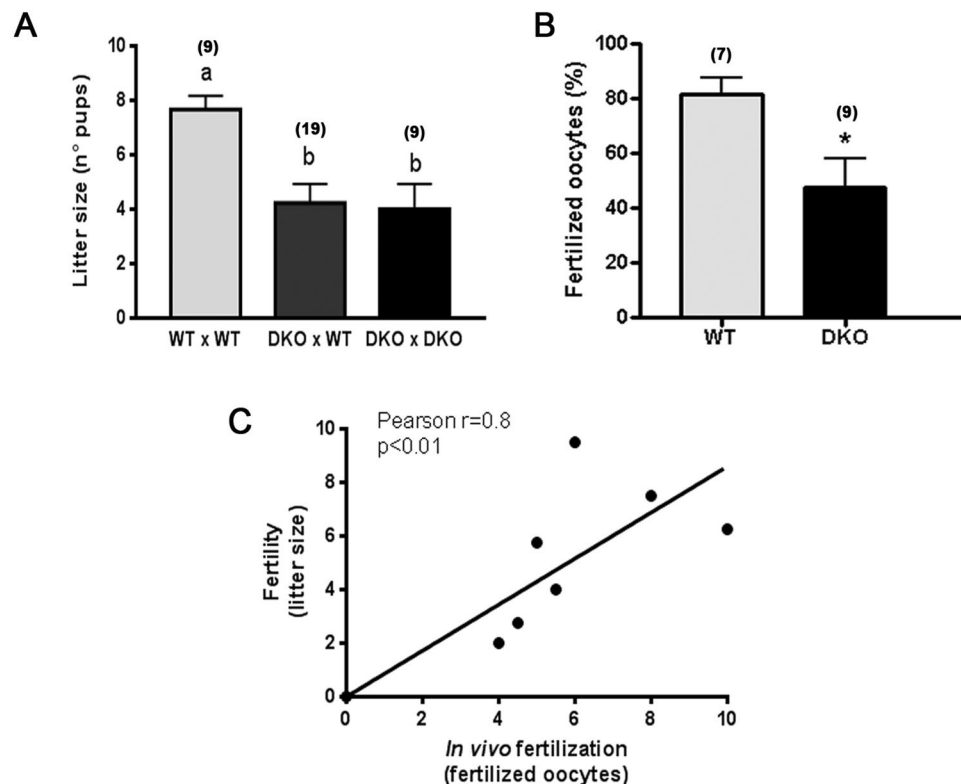 A
Litter size (n° pups)
10
8
6
4
2
0
(9)
a
(19)
b
(9)
b
WT x WT
DKO x WT
DKO x DKO
B
Fertilized oocytes (%)
100
80
60
40
20
0
(7)
(9)
*
WT
DKO
C
Pearson r=0.8
p<0.01
Fertility
(litter size)
10
8
6
4
2
0
0
2
4
6
8
10
In vivo fertilization
(fertilized oocytes)